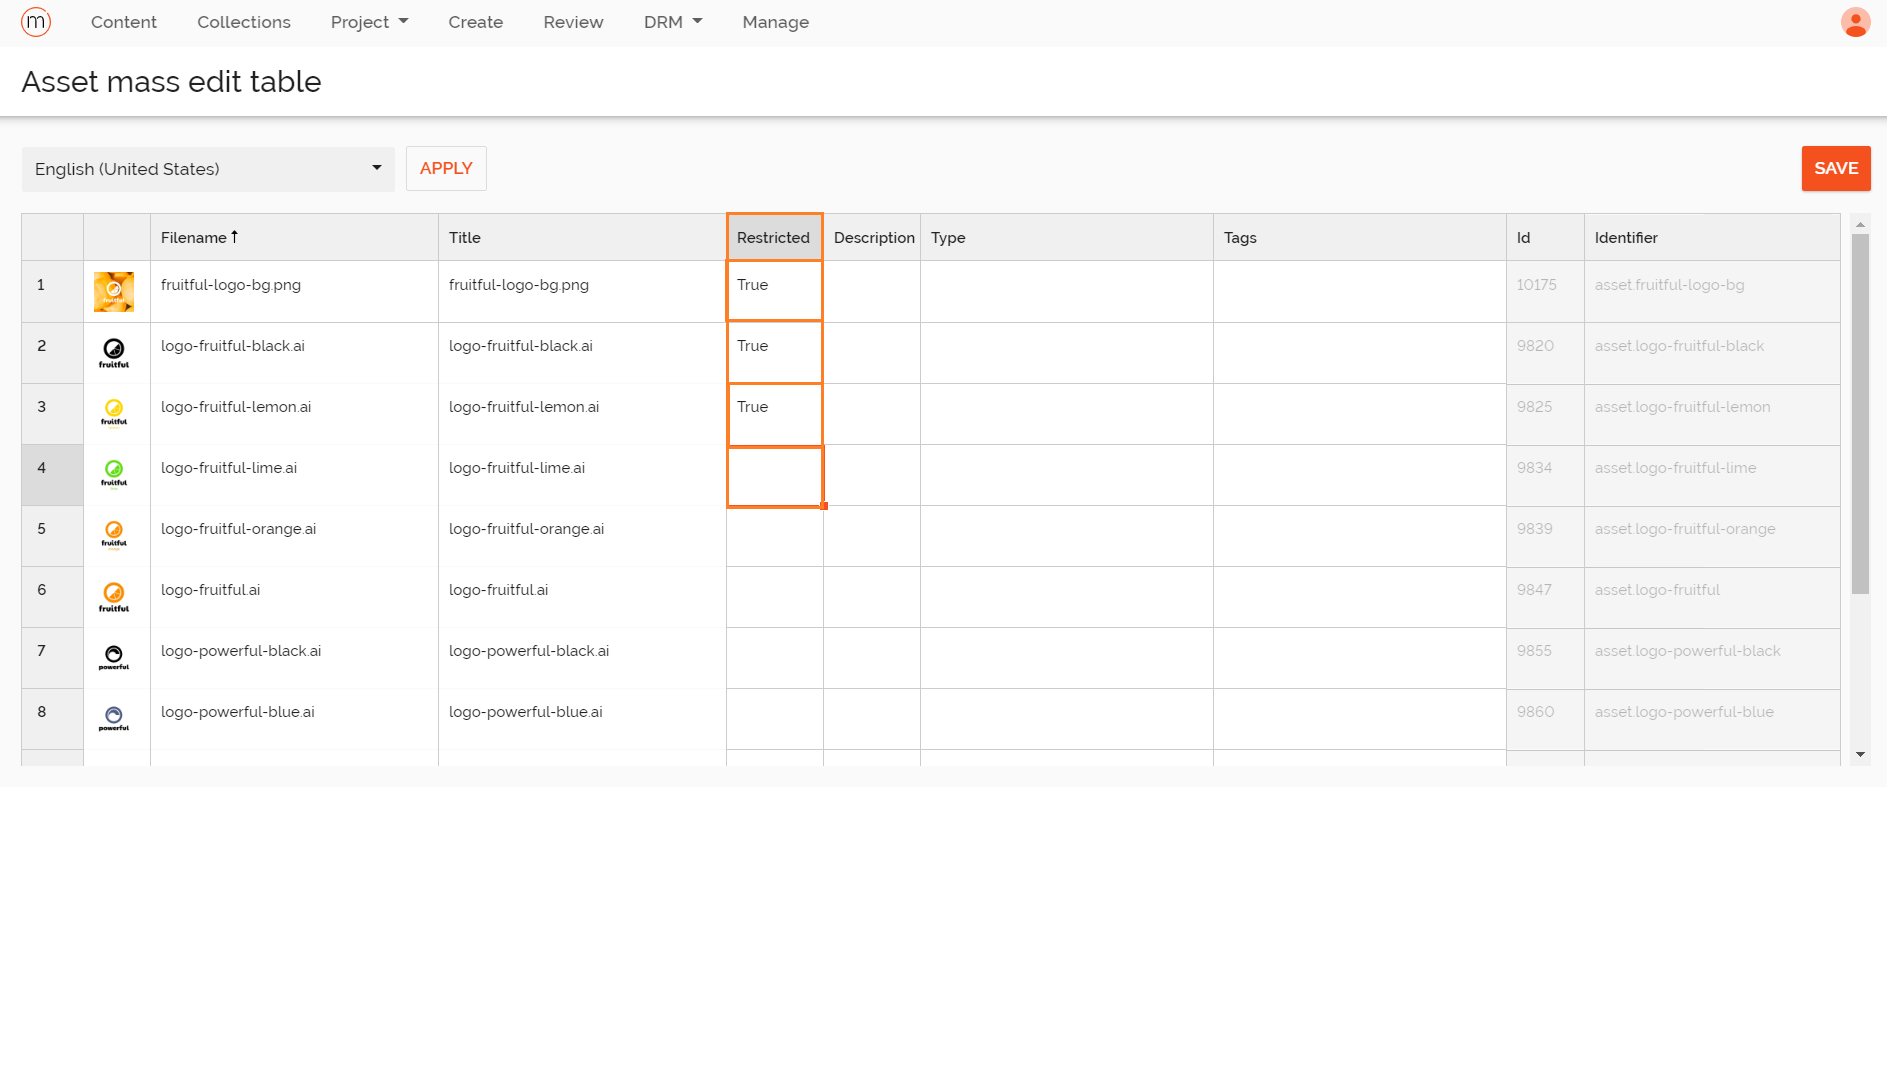 m Content Collections Project Create Review DRM Manage
Asset mass edit table
English (United States) APPLY SAVE
Filename Title Restricted Description Type Tags Id Identifier
1 fruitful fruitful-logo-bg.png fruitful-logo-bg.png True 10175 asset.fruitful-logo-bg
2 fruitful logo-fruitful-black.ai logo-fruitful-black.ai True 9820 asset.logo-fruitful-black
3 fruitful logo-fruitful-lemon.ai logo-fruitful-lemon.ai True 9825 asset.logo-fruitful-lemon
4 fruitful logo-fruitful-lime.ai logo-fruitful-lime.ai 9834 asset.logo-fruitful-lime
5 fruitful logo-fruitful-orange.ai logo-fruitful-orange.ai 9839 asset.logo-fruitful-orange
6 fruitful logo-fruitful.ai logo-fruitful.ai 9847 asset.logo-fruitful
7 powerful logo-powerful-black.ai logo-powerful-black.ai 9855 asset.logo-powerful-black
8 powerful logo-powerful-blue.ai logo-powerful-blue.ai 9860 asset.logo-powerful-blue